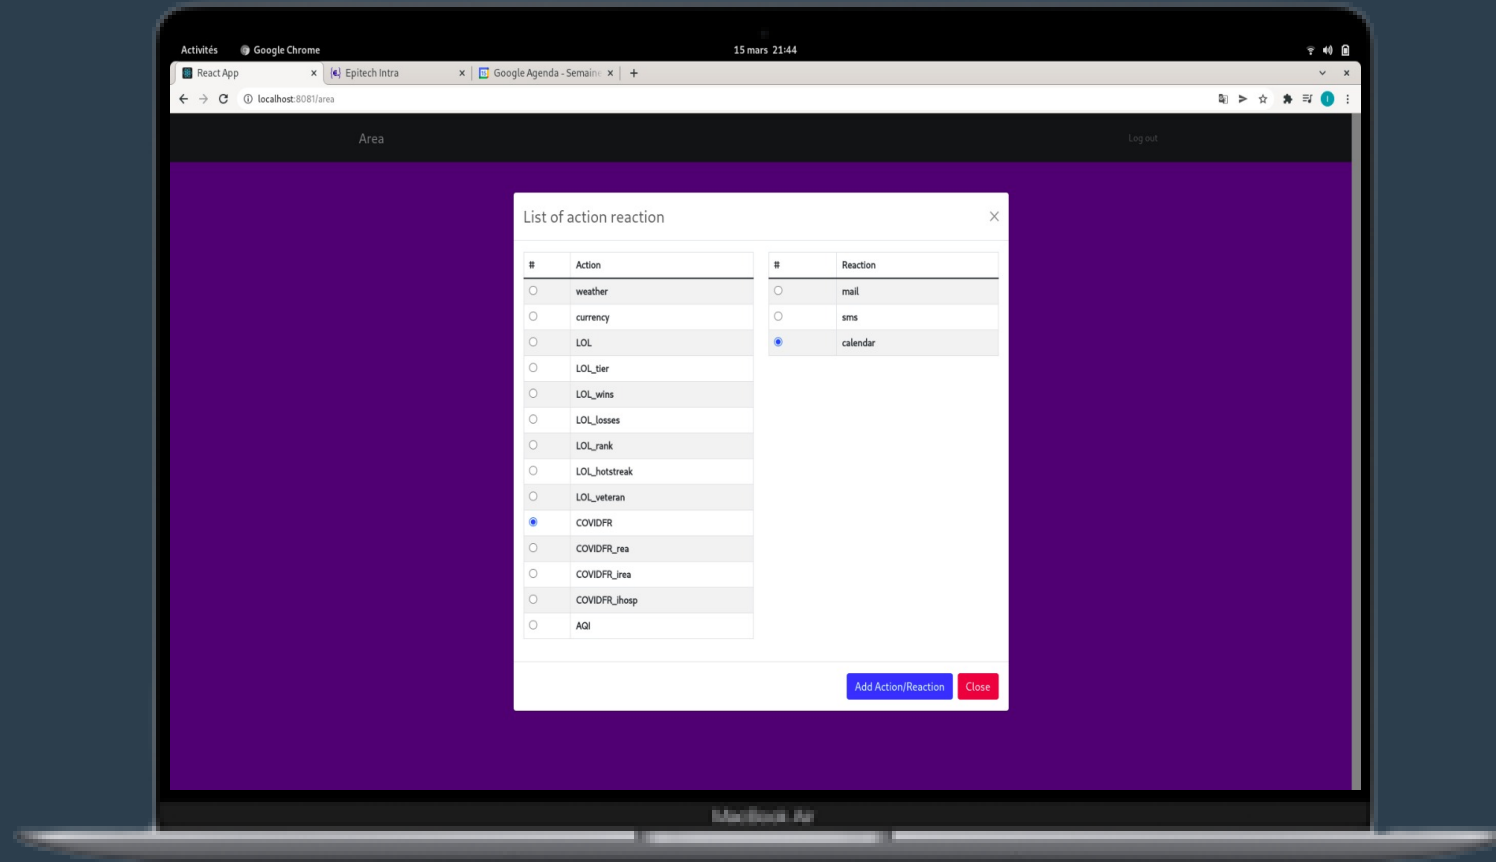 Activités Google Chrome 15 mars 21:44
React App Epitech Intra Google Agenda - Semaine
localhost:8081/area
Area Log out
List of action reaction
# Action # Reaction
weather mail
currency sms
LOL calendar
LOL_tier
LOL_wins
LOL_losses
LOL_rank
LOL_hotstreak
LOL_veteran
COVIDFR
COVIDFR_rea
COVIDFR_irea
COVIDFR_ihosp
AQI
Add Action/Reaction Close
MacBook Air